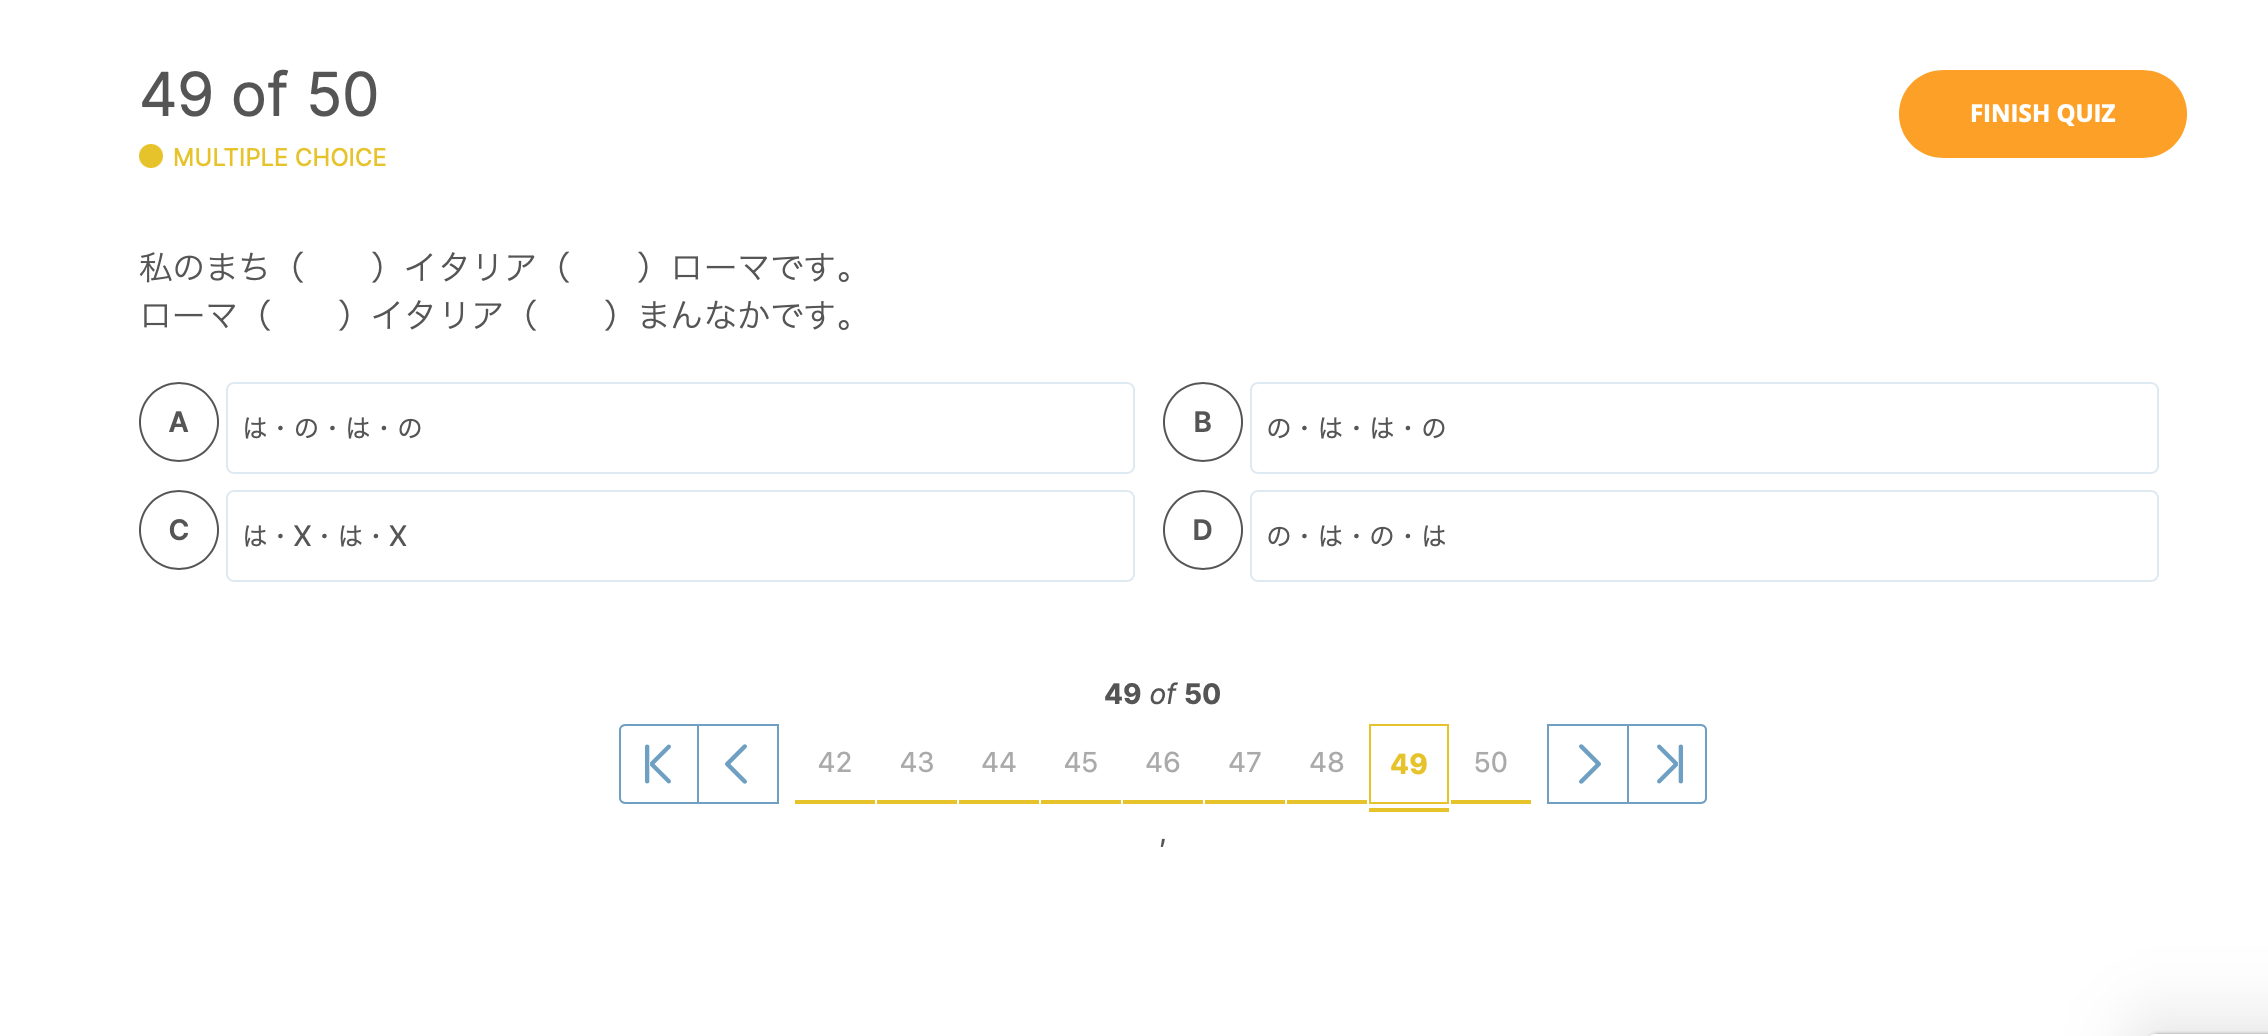 49 of 50
FINISH QUIZ
MULTIPLE CHOICE
私のまち（　　）イタリア（　　）ローマです。
ローマ（　　）イタリア（　　）まんなかです。
A
は・の・は・の
B
の・は・は・の
C
は・X・は・X
D
の・は・の・は
49 of 50
42 43 44 45 46 47 48 49 50
,